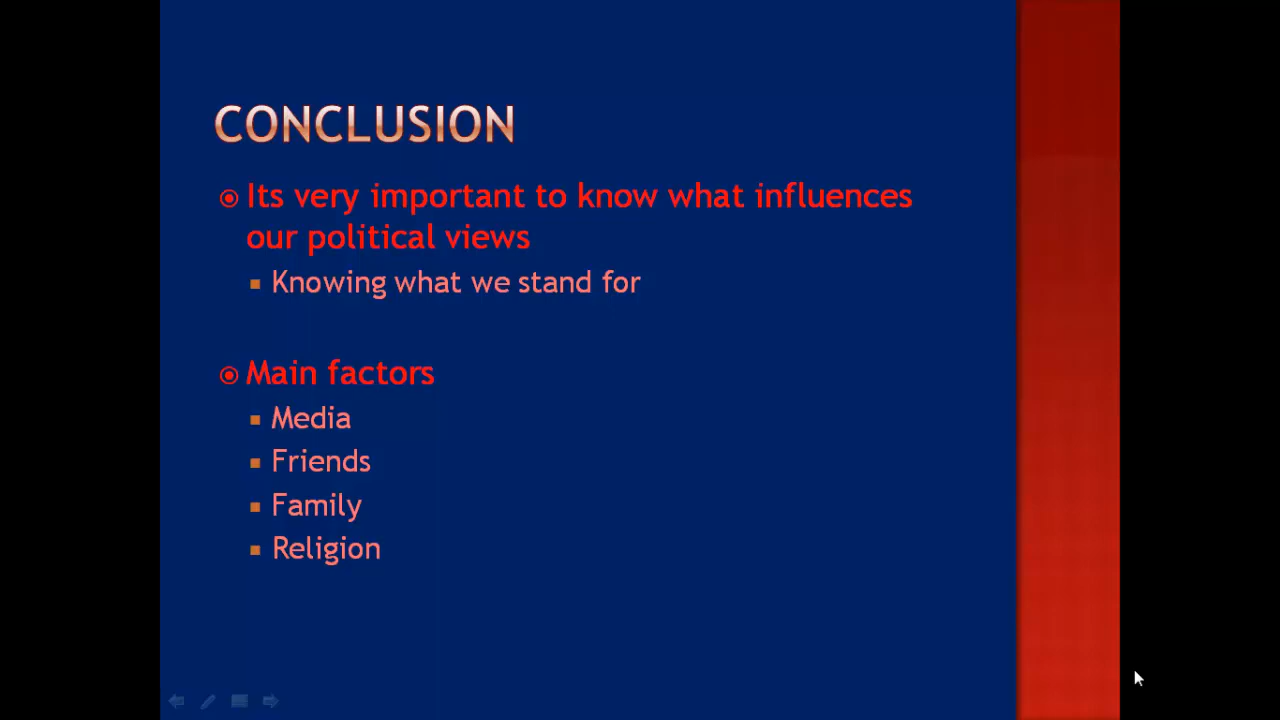 CONCLUSION
Its very important to know what influences
our political views
Knowing what we stand for
Main factors
Media
Friends
Family
Religion